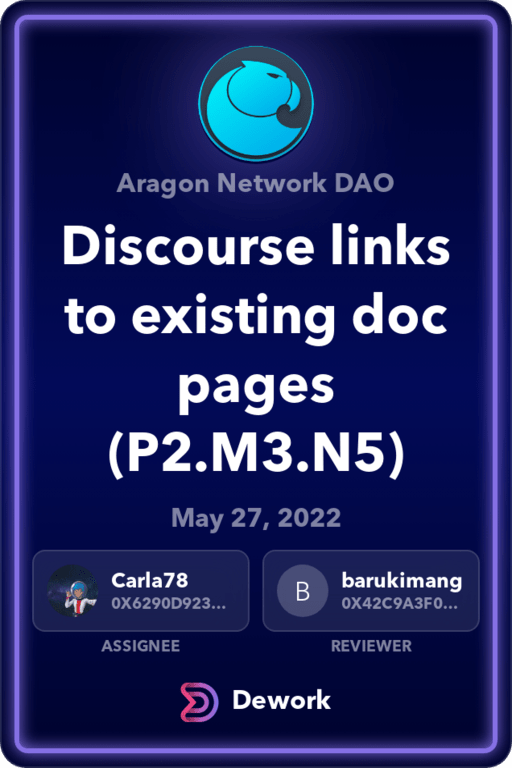 Aragon Network DAO
Discourse links
to existing doc
pages
(P2.M3.N5)
May 27, 2022
Carla78
0X6290D923...
ASSIGNEE
B
barukimang
0X42C9A3F0...
REVIEWER
Dework